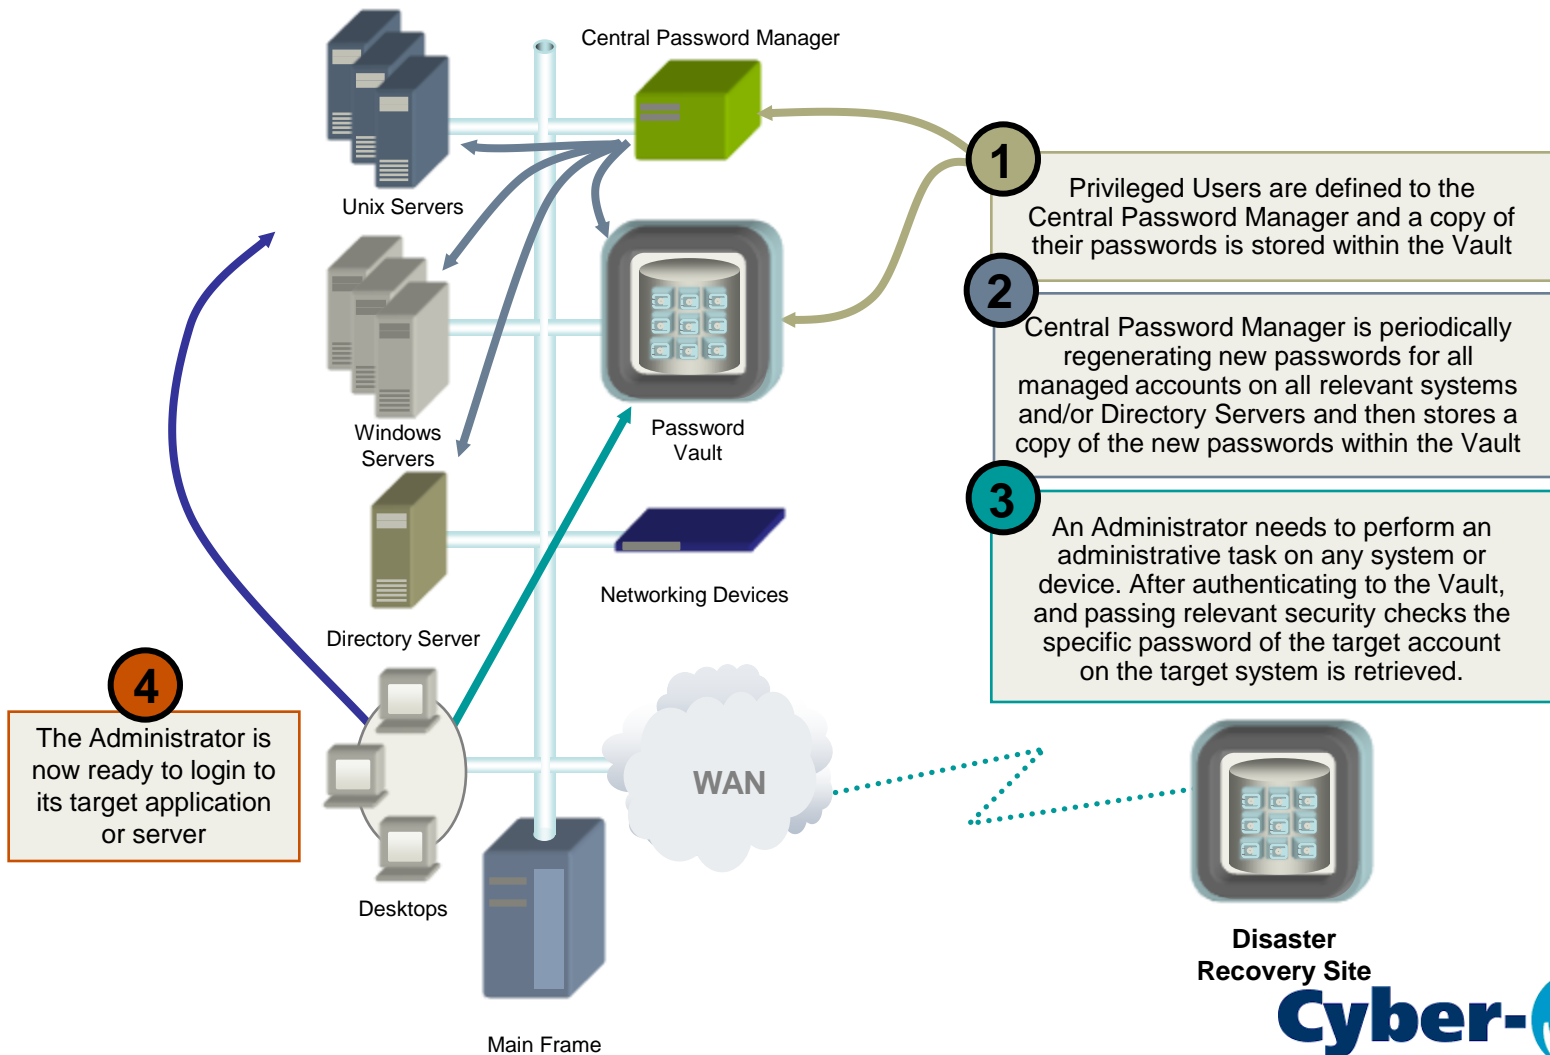 Central Password Manager
Unix Servers
1
Privileged Users are defined to the
Central Password Manager and a copy of
their passwords is stored within the Vault
2
Central Password Manager is periodically
regenerating new passwords for all
managed accounts on all relevant systems
and/or Directory Servers and then stores a
copy of the new passwords within the Vault
Windows
Servers
Password
Vault
3
An Administrator needs to perform an
administrative task on any system or
device. After authenticating to the Vault,
and passing relevant security checks the
specific password of the target account
on the target system is retrieved.
Networking Devices
Directory Server
4
The Administrator is
now ready to login to
its target application
or server
WAN
Desktops
Disaster
Recovery Site
Main Frame
Cyber-